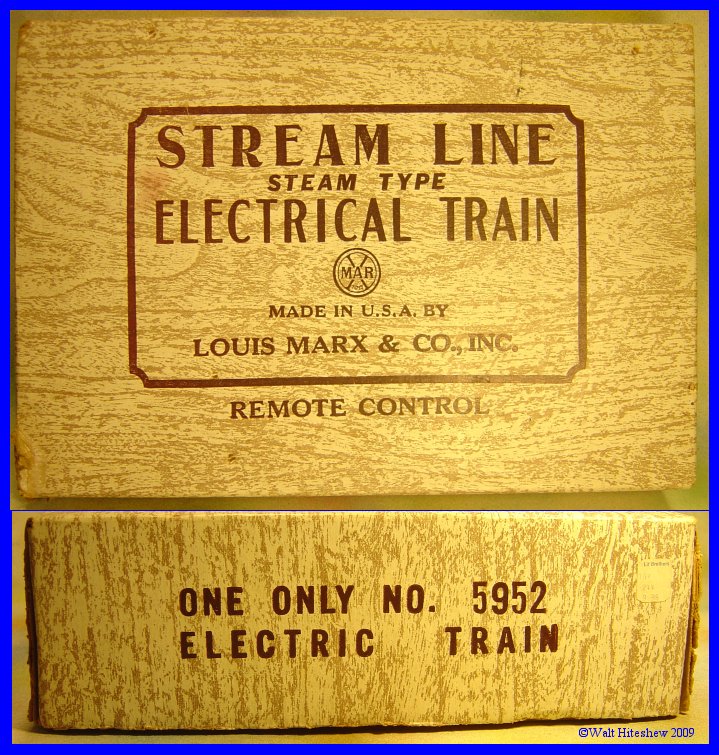 STREAM LINE
STEAM TYPE
ELECTRICAL TRAIN
MAR
MADE IN U.S.A. BY
LOUIS MARX & CO., INC.
REMOTE CONTROL
ONE ONLY NO. 5952
ELECTRIC TRAIN
©Walt Hiteshew 2009